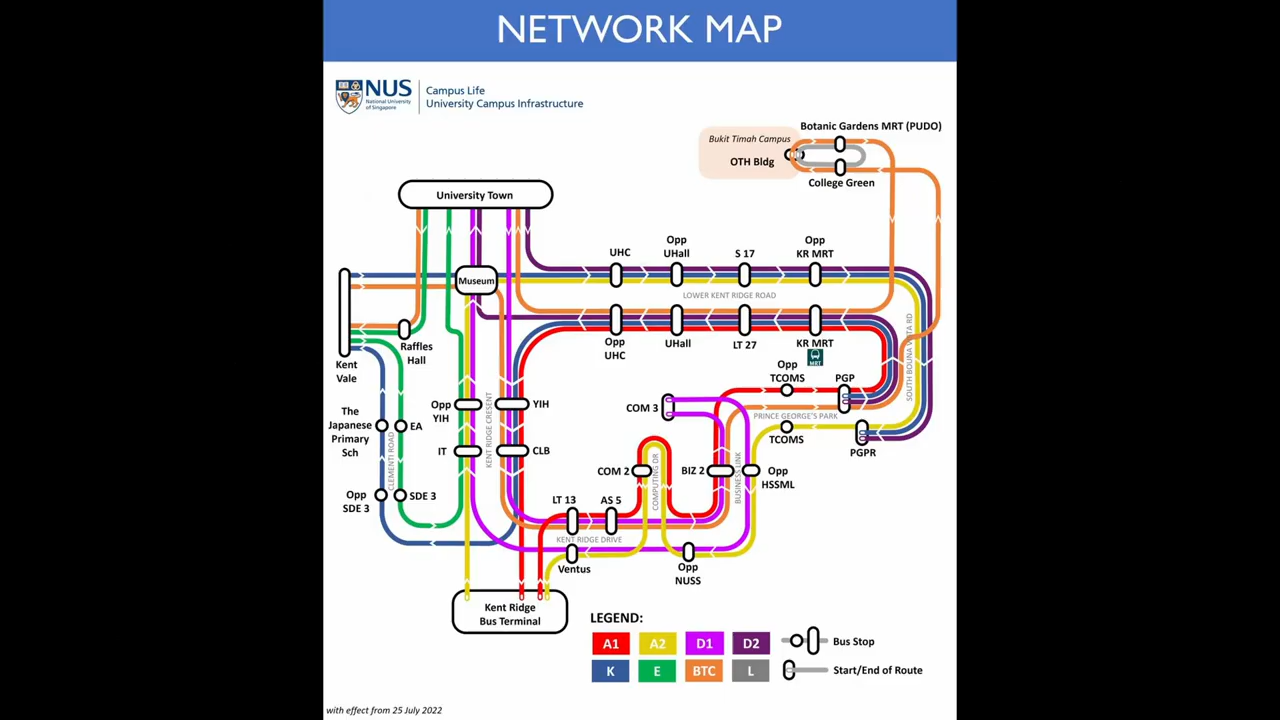 NETWORK MAP
NUS
National University
of Singapore
Campus Life
University Campus Infrastructure
Botanic Gardens MRT (PUDO)
Bukit Timah Campus
OTH Bldg
College Green
University Town
Museum
UHC
Opp
UHall
S 17
Opp
KR MRT
LOWER KENT RIDGE ROAD
Opp
UHC
UHall
LT 27
KR MRT
MRT
SOUTH BOUNA VISTA RD
Kent
Vale
Raffles
Hall
Opp
TCOMS
PGP
PRINCE GEORGE'S PARK
TCOMS
PGPR
The
Japanese
Primary
Sch
EA
CLEMENTI ROAD
Opp
SDE 3
SDE 3
Opp
YIH
IT
KENT RIDGE CRESENT
YIH
CLB
COM 3
COM 2
COMPUTING DR
BIZ 2
BUSINESS LINK
Opp
HSSML
LT 13
AS 5
KENT RIDGE DRIVE
Ventus
Opp
NUSS
Kent Ridge
Bus Terminal
LEGEND:
A1
A2
D1
D2
Bus Stop
K
E
BTC
L
Start/End of Route
with effect from 25 July 2022